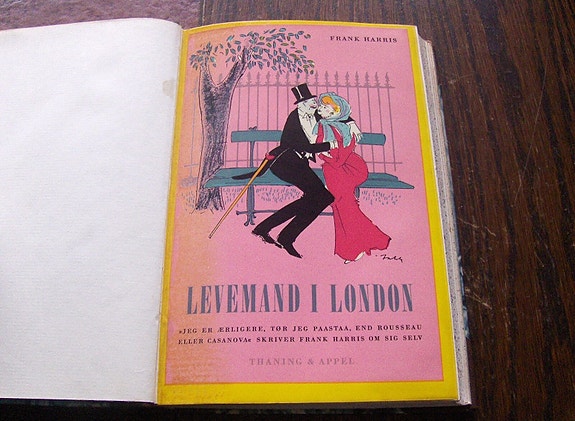 FRANK HARRIS
LEVEMAND I LONDON
»JEG ER ÆRLIGERE, TØR JEG PAASTAA, END ROUSSEAU
ELLER CASANOVA« SKRIVER FRANK HARRIS OM SIG SELV
THANING & APPEL